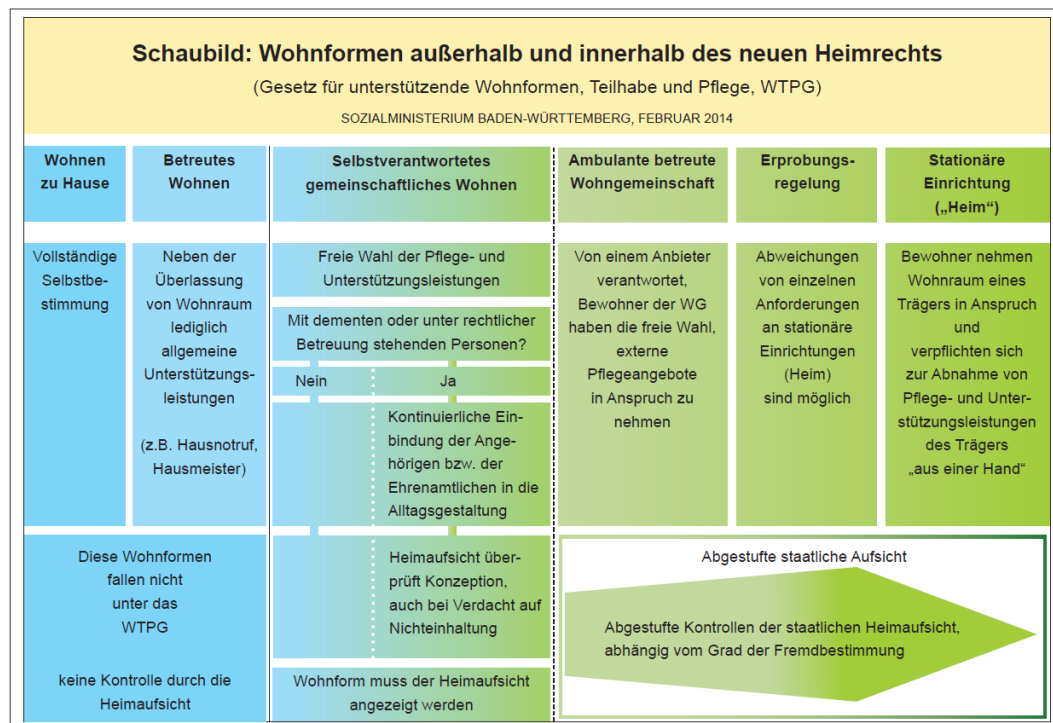 Schaubild: Wohnformen außerhalb und innerhalb des neuen Heimrechts
(Gesetz für unterstützende Wohnformen, Teilhabe und Pflege, WTPG)
SOZIALMINISTERIUM BADEN-WÜRTTEMBERG, FEBRUAR 2014
Wohnen
zu Hause
Betreutes
Wohnen
Selbstverantwortetes
gemeinschaftliches Wohnen
Ambulante betreute
Wohngemeinschaft
Erprobungs-
regelung
Stationäre
Einrichtung
(„Heim“)
Vollständige
Selbstbe-
stimmung
Neben der
Überlassung
von Wohnraum
lediglich
allgemeine
Unterstützungs-
leistungen
(z.B. Hausnotruf,
Hausmeister)
Freie Wahl der Pflege- und
Unterstützungsleistungen
Mit dementen oder unter rechtlicher
Betreuung stehenden Personen?
Nein
Ja
Kontinuierliche Ein-
bindung der Ange-
hörigen bzw. der
Ehrenamtlichen in die
Alltagsgestaltung
Von einem Anbieter
verantwortet,
Bewohner der WG
haben die freie Wahl,
externe
Pflegeangebote
in Anspruch zu
nehmen
Abweichungen
von einzelnen
Anforderungen
an stationäre
Einrichtungen
(Heim)
sind möglich
Bewohner nehmen
Wohnraum eines
Trägers in Anspruch
und
verpflichten sich
zur Abnahme von
Pflege- und Unter-
stützungsleistungen
des Trägers
„aus einer Hand“
Diese Wohnformen
fallen nicht
unter das
WTPG
keine Kontrolle durch die
Heimaufsicht
Heimaufsicht über-
prüft Konzeption,
auch bei Verdacht auf
Nichteinhaltung
Wohnform muss der Heimaufsicht
angezeigt werden
Abgestufte staatliche Aufsicht
Abgestufte Kontrollen der staatlichen Heimaufsicht,
abhängig vom Grad der Fremdbestimmung